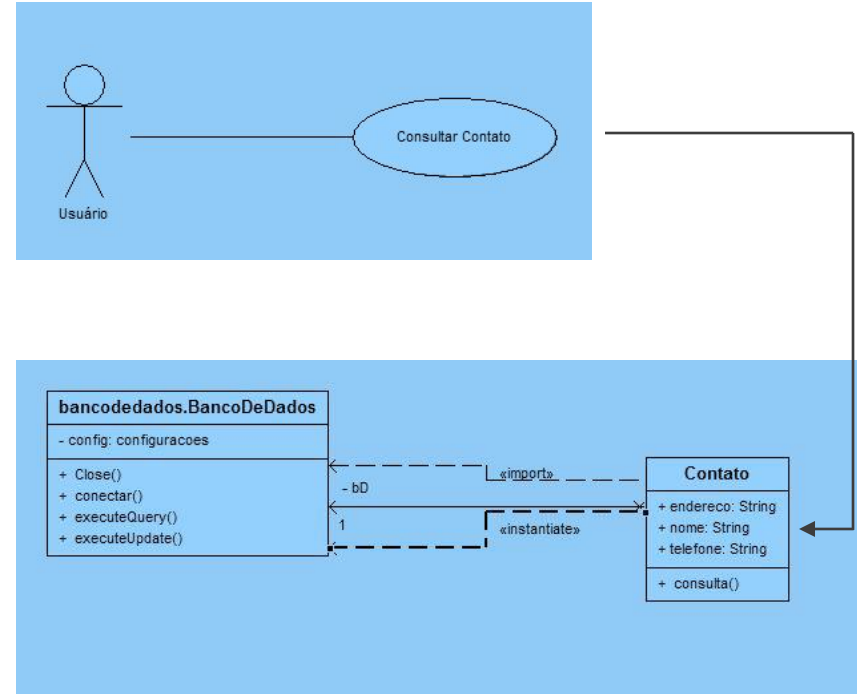 Consultar Contato
Usuário
bancodedados.BancoDeDados
- config: configuracoes
+ Close()
+ conectar()
+ executeQuery()
+ executeUpdate()
«import»
- bD
1
«instantiate»
Contato
+ endereco: String
+ nome: String
+ telefone: String
+ consulta()